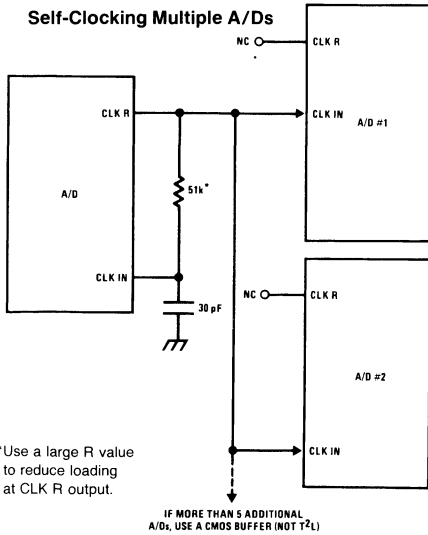 Self-Clocking Multiple A/Ds
NC
CLK R
CLK R
CLK IN
A/D #1
A/D
51k*
CLK IN
30 pF
NC
CLK R
A/D #2
CLK IN
*Use a large R value
to reduce loading
at CLK R output.
IF MORE THAN 5 ADDITIONAL
A/Ds, USE A CMOS BUFFER (NOT T²L)